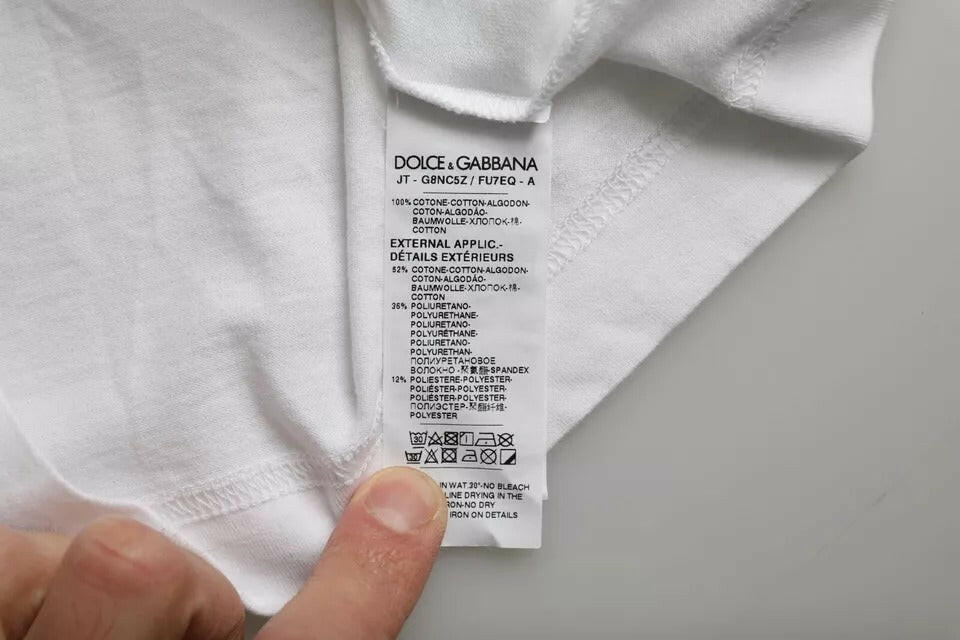 DOLCE & GABBANA
JT - G8NC5Z / FU7EQ - A
100% COTONE-COTTON-ALGODON-
COTON-ALGODÃO-
BAUMWOLLE-ХЛОПОК-棉-
COTTON
EXTERNAL APPLIC.-
DÉTAILS EXTÉRIEURS
52% COTONE-COTTON-ALGODON-
COTON-ALGODÃO-
BAUMWOLLE-ХЛОПОК-棉-
COTTON
36% POLIURETANO-
POLYURETHANE-
POLIURETANO-
POLYURÉTHANE-
POLIURETANO-
POLYURETHAN-
ПОЛИУРЕТАНОВОЕ
ВОЛОКНО-聚氨酯-SPANDEX
12% POLIESTERE-POLYESTER-
POLIÉSTER-POLYESTER-
POLIÉSTER-POLYESTER-
ПОЛИЭСТЕР-聚酯纤维-
POLYESTER
30
30
IN WAT.30°-NO BLEACH
LINE DRYING IN THE
RON-NO DRY
IRON ON DETAILS